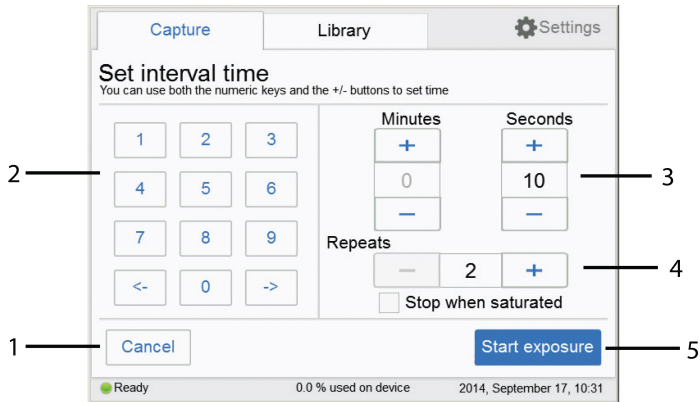 Capture Library Settings
Set interval time
You can use both the numeric keys and the +/- buttons to set time
Minutes Seconds
1 2 3 + +
2 4 5 6 0 10 3
7 8 9 - -
Repeats
<- 0 -> - 2 + 4
Stop when saturated
1 Cancel Start exposure 5
Ready 0.0 % used on device 2014, September 17, 10:31